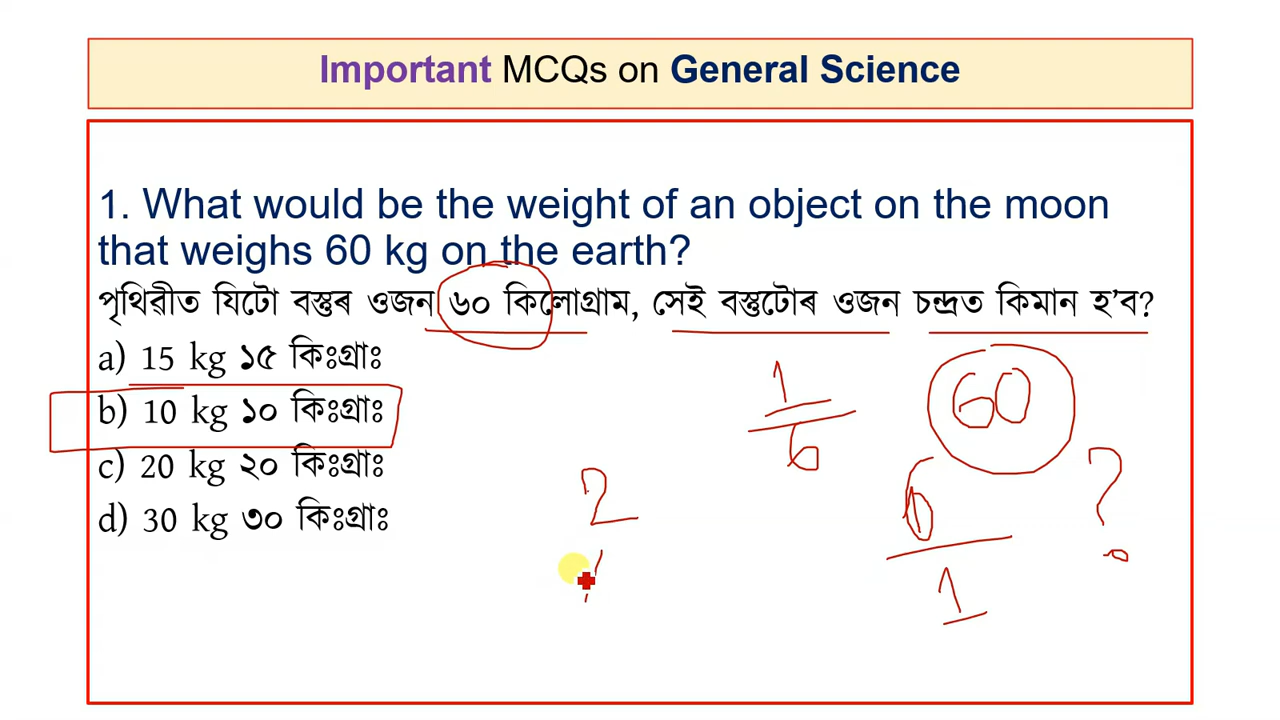 Important MCQs on General Science
1. What would be the weight of an object on the moon
that weighs 60 kg on the earth?
পৃথিৱীত যিটো বস্তুৰ ওজন ৬০ কিলোগ্ৰাম, সেই বস্তুটোৰ ওজন চন্দ্ৰত কিমান হ’ব?
a) 15 kg ১৫ কিঃগ্ৰাঃ
b) 10 kg ১০ কিঃগ্ৰাঃ
c) 20 kg ২০ কিঃগ্ৰাঃ
d) 30 kg ৩০ কিঃগ্ৰাঃ
1
6
60
2
6
?
1